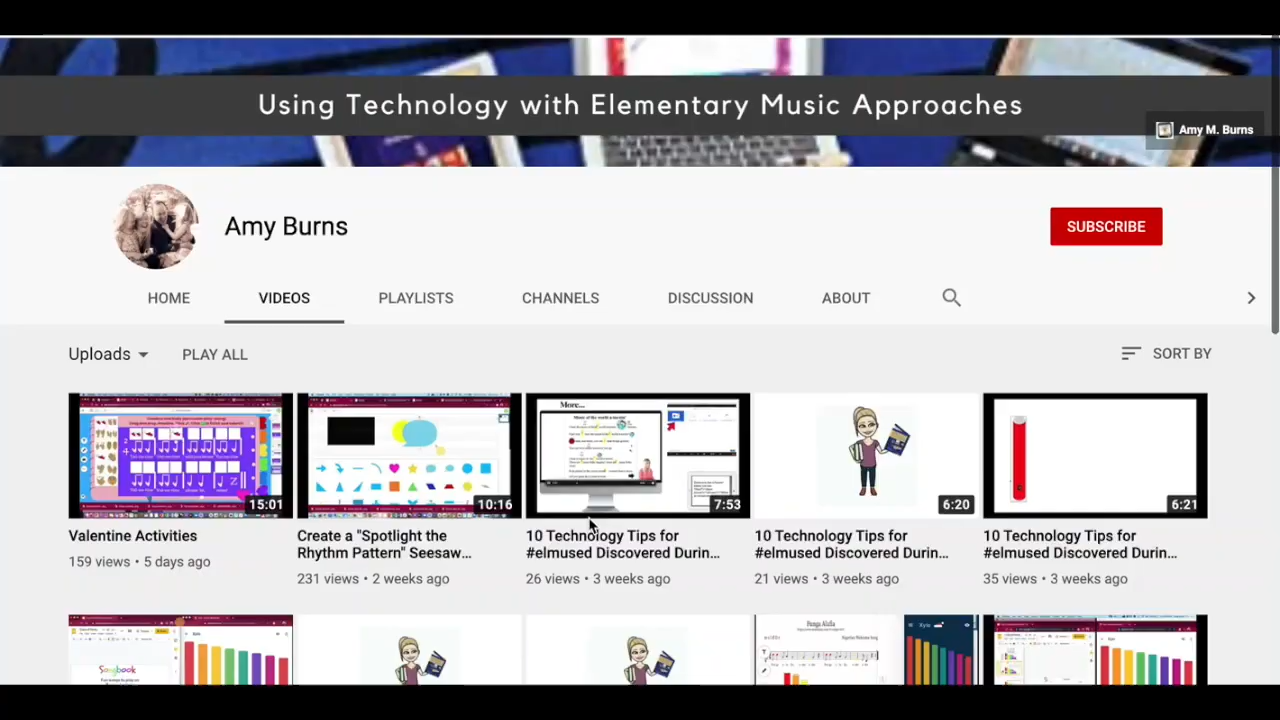 Using Technology with Elementary Music Approaches
Amy M. Burns
Amy Burns
SUBSCRIBE
HOME VIDEOS PLAYLISTS CHANNELS DISCUSSION ABOUT
Uploads PLAY ALL SORT BY
More...
15:01 10:16 7:53 6:20 6:21
Valentine Activities
159 views • 5 days ago
Create a "Spotlight the
Rhythm Pattern" Seesaw...
231 views • 2 weeks ago
10 Technology Tips for
#elmused Discovered Durin...
26 views • 3 weeks ago
10 Technology Tips for
#elmused Discovered Durin...
21 views • 3 weeks ago
10 Technology Tips for
#elmused Discovered Durin...
35 views • 3 weeks ago
Songbook